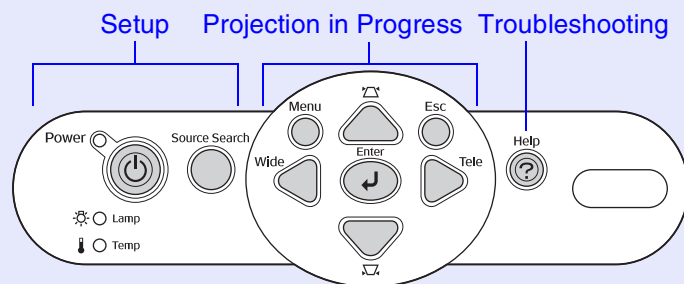 Setup Projection in Progress Troubleshooting
Menu Esc
Power Source Search Wide Enter Tele Help
?
Lamp
Temp